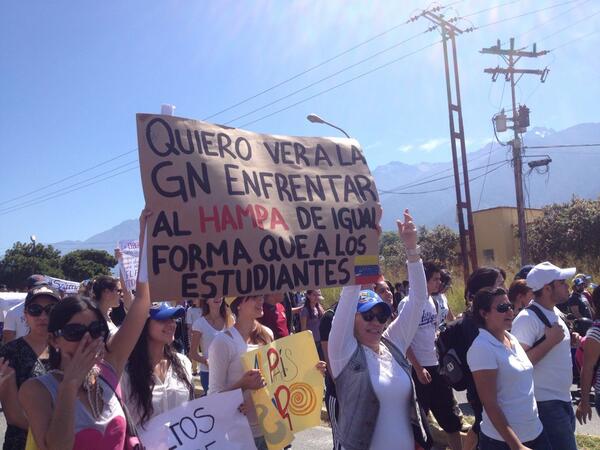 QUIERO VER A LA
GN ENFRENTAR
AL HAMPA DE IGUAL
FORMA QUE A LOS
ESTUDIANTES